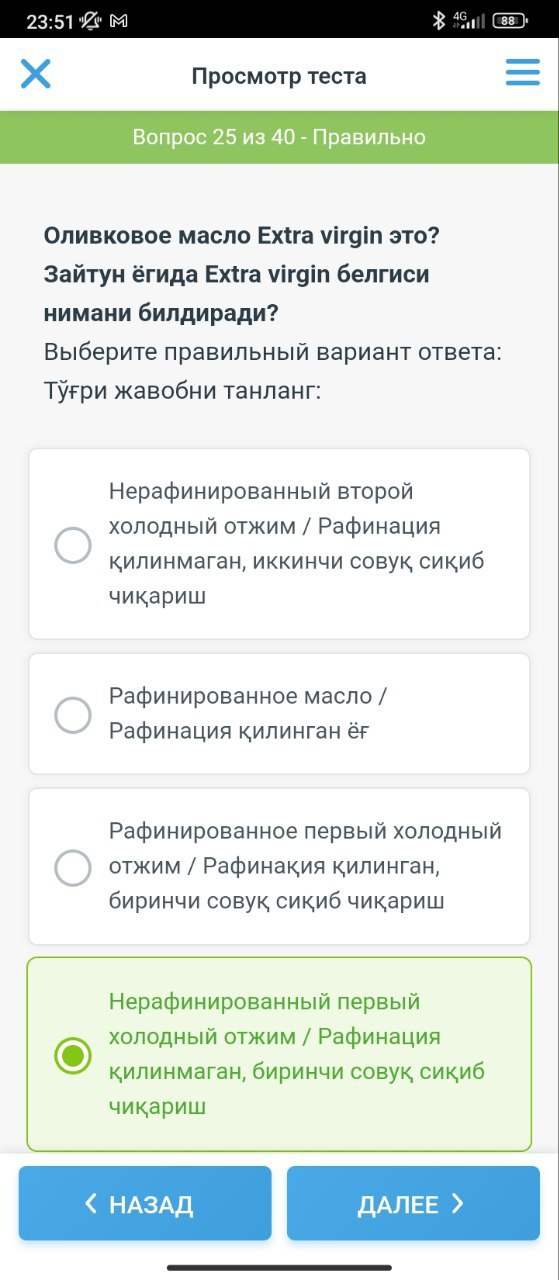 23:51
4G
88
Просмотр теста
Вопрос 25 из 40 - Правильно
Оливковое масло Extra virgin это?
Зайтун ёгида Extra virgin белгиси
нимани билдиради?
Выберите правильный вариант ответа:
Тўғри жавобни танланг:
Нерафинированный второй
холодный отжим / Рафинация
қилинмаган, иккинчи совуқ сиқиб
чиқариш
Рафинированное масло /
Рафинация қилинган ёғ
Рафинированное первый холодный
отжим / Рафинақия қилинган,
биринчи совуқ сиқиб чиқариш
Нерафинированный первый
холодный отжим / Рафинация
қилинмаган, биринчи совуқ сиқиб
чиқариш
НАЗАД
ДАЛЕЕ